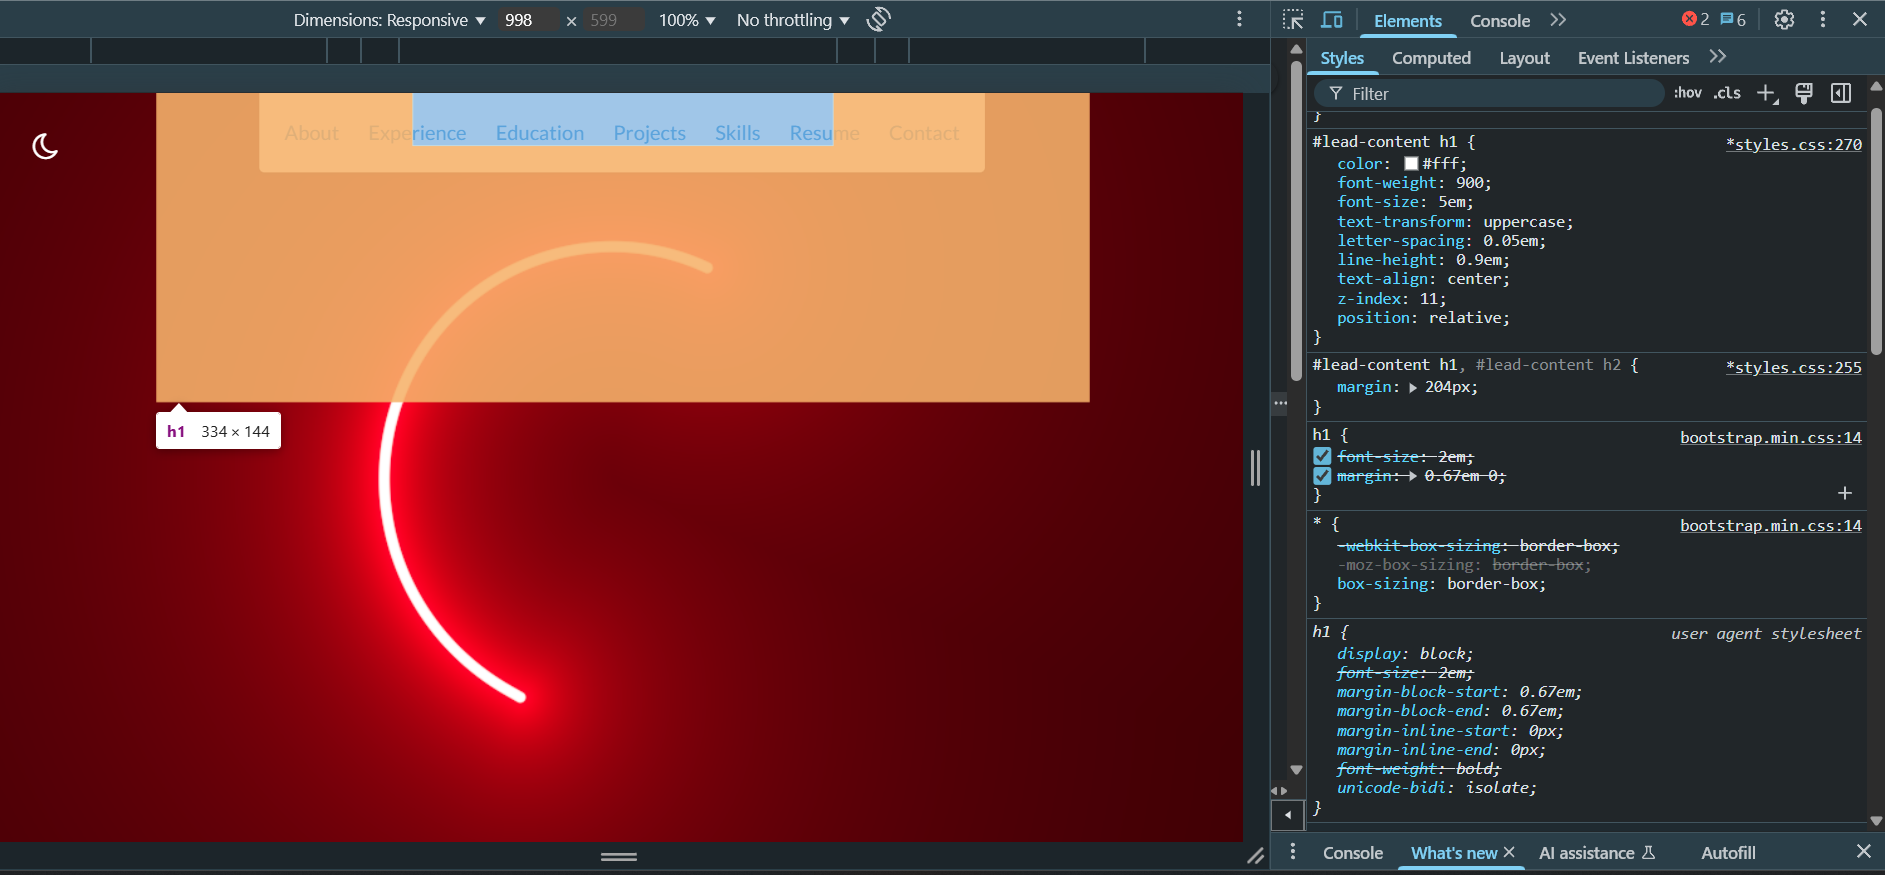 Dimensions: Responsive ▼ 998 × 599 100% ▼ No throttling ▼
Elements Console 2 6
Styles Computed Layout Event Listeners
Filter :hov .cls
About Experience Education Projects Skills Resume Contact
h1 334 × 144
}
#lead-content h1 { *styles.css:270
color: #fff;
font-weight: 900;
font-size: 5em;
text-transform: uppercase;
letter-spacing: 0.05em;
line-height: 0.9em;
text-align: center;
z-index: 11;
position: relative;
}
#lead-content h1, #lead-content h2 { *styles.css:255
margin: 204px;
}
h1 { bootstrap.min.css:14
font-size: 2em;
margin: 0.67em 0;
}
* { bootstrap.min.css:14
-webkit-box-sizing: border-box;
-moz-box-sizing: border-box;
box-sizing: border-box;
}
h1 { user agent stylesheet
display: block;
font-size: 2em;
margin-block-start: 0.67em;
margin-block-end: 0.67em;
margin-inline-start: 0px;
margin-inline-end: 0px;
font-weight: bold;
unicode-bidi: isolate;
}
Console What's new AI assistance Autofill